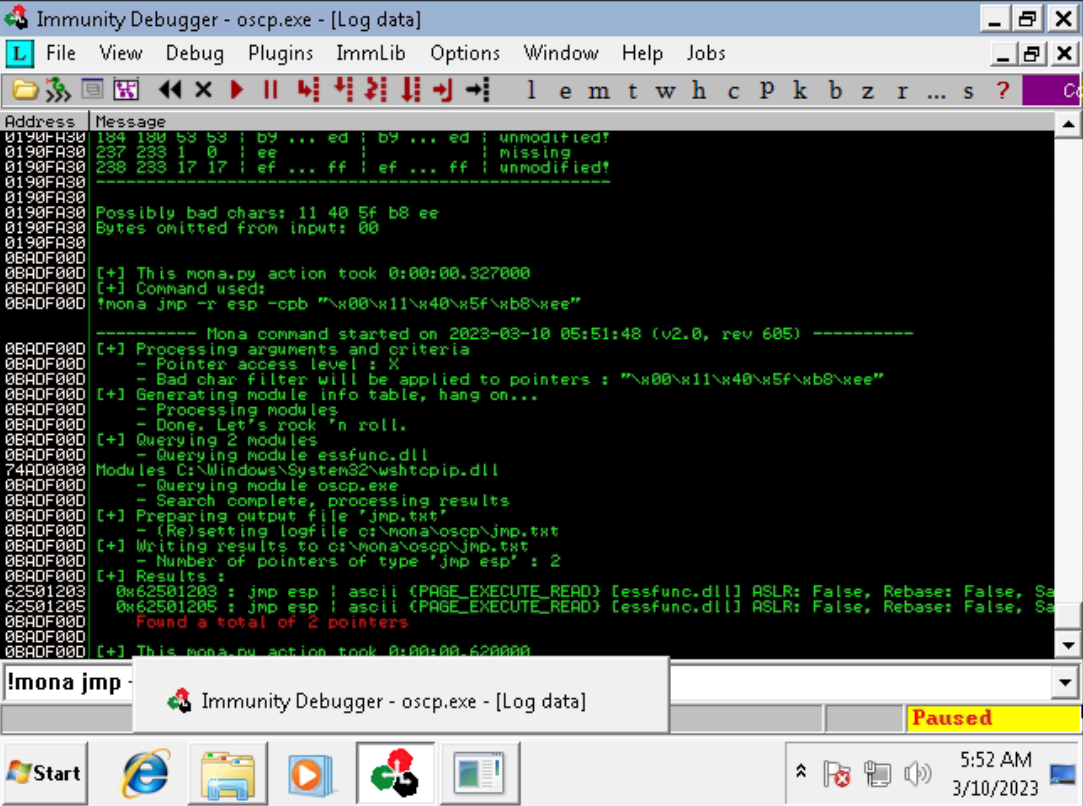 Immunity Debugger - oscp.exe - [Log data]
L File View Debug Plugins ImmLib Options Window Help Jobs
l e m t w h c P k b z r ... s ? Co
Address Message
0190FA30 184 180 53 53 | b9 ... ed | b9 ... ed | unmodified!
0190FA30 237 233 1 0 | ee | | missing
0190FA30 238 233 17 17 | ef ... ff | ef ... ff | unmodified!
0190FA30 ----------------------------------------------------
0190FA30
0190FA30 Possibly bad chars: 11 40 5f b8 ee
0190FA30 Bytes omitted from input: 00
0190FA30
0BADF00D
0BADF00D [+] This mona.py action took 0:00:00.327000
0BADF00D [+] Command used:
0BADF00D !mona jmp -r esp -cpb "\x00\x11\x40\x5f\xb8\xee"
---------- Mona command started on 2023-03-10 05:51:48 (v2.0, rev 605) ----------
0BADF00D [+] Processing arguments and criteria
0BADF00D - Pointer access level : X
0BADF00D - Bad char filter will be applied to pointers : "\x00\x11\x40\x5f\xb8\xee"
0BADF00D [+] Generating module info table, hang on...
0BADF00D - Processing modules
0BADF00D - Done. Let's rock 'n roll.
0BADF00D [+] Querying 2 modules
0BADF00D - Querying module essfunc.dll
74AD0000 Modules C:\Windows\System32\wshtcpip.dll
0BADF00D - Querying module oscp.exe
0BADF00D - Search complete, processing results
0BADF00D [+] Preparing output file 'jmp.txt'
0BADF00D - (Re)setting logfile c:\mona\oscp\jmp.txt
0BADF00D [+] Writing results to c:\mona\oscp\jmp.txt
0BADF00D - Number of pointers of type 'jmp esp' : 2
0BADF00D [+] Results :
62501203 0x62501203 : jmp esp | ascii {PAGE_EXECUTE_READ} [essfunc.dll] ASLR: False, Rebase: False, Sa
62501205 0x62501205 : jmp esp | ascii {PAGE_EXECUTE_READ} [essfunc.dll] ASLR: False, Rebase: False, Sa
0BADF00D Found a total of 2 pointers
0BADF00D
0BADF00D [+] This mona.py action took 0:00:00.620000
!mona jmp -
Immunity Debugger - oscp.exe - [Log data]
Paused
Start
5:52 AM
3/10/2023